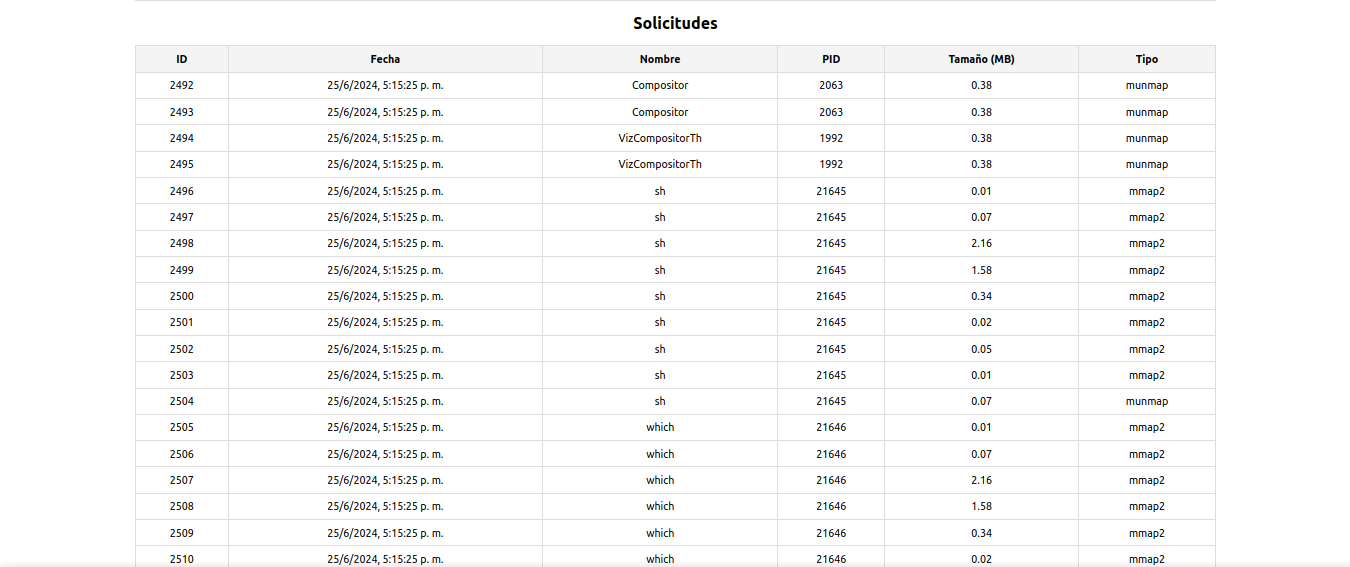 Solicitudes
ID Fecha Nombre PID Tamaño (MB) Tipo
2492 25/6/2024, 5:15:25 p. m. Compositor 2063 0.38 munmap
2493 25/6/2024, 5:15:25 p. m. Compositor 2063 0.38 munmap
2494 25/6/2024, 5:15:25 p. m. VizCompositorTh 1992 0.38 munmap
2495 25/6/2024, 5:15:25 p. m. VizCompositorTh 1992 0.38 munmap
2496 25/6/2024, 5:15:25 p. m. sh 21645 0.01 mmap2
2497 25/6/2024, 5:15:25 p. m. sh 21645 0.07 mmap2
2498 25/6/2024, 5:15:25 p. m. sh 21645 2.16 mmap2
2499 25/6/2024, 5:15:25 p. m. sh 21645 1.58 mmap2
2500 25/6/2024, 5:15:25 p. m. sh 21645 0.34 mmap2
2501 25/6/2024, 5:15:25 p. m. sh 21645 0.02 mmap2
2502 25/6/2024, 5:15:25 p. m. sh 21645 0.05 mmap2
2503 25/6/2024, 5:15:25 p. m. sh 21645 0.01 mmap2
2504 25/6/2024, 5:15:25 p. m. sh 21645 0.07 munmap
2505 25/6/2024, 5:15:25 p. m. which 21646 0.01 mmap2
2506 25/6/2024, 5:15:25 p. m. which 21646 0.07 mmap2
2507 25/6/2024, 5:15:25 p. m. which 21646 2.16 mmap2
2508 25/6/2024, 5:15:25 p. m. which 21646 1.58 mmap2
2509 25/6/2024, 5:15:25 p. m. which 21646 0.34 mmap2
2510 25/6/2024, 5:15:25 p. m. which 21646 0.02 mmap2